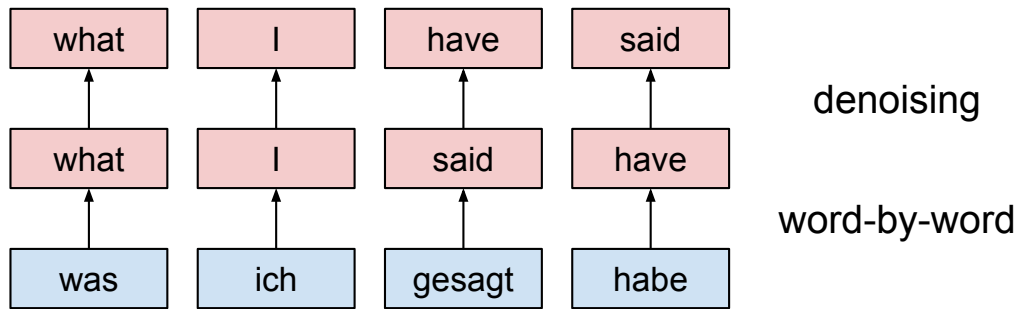 what I have said
denoising
what I said have
word-by-word
was ich gesagt habe